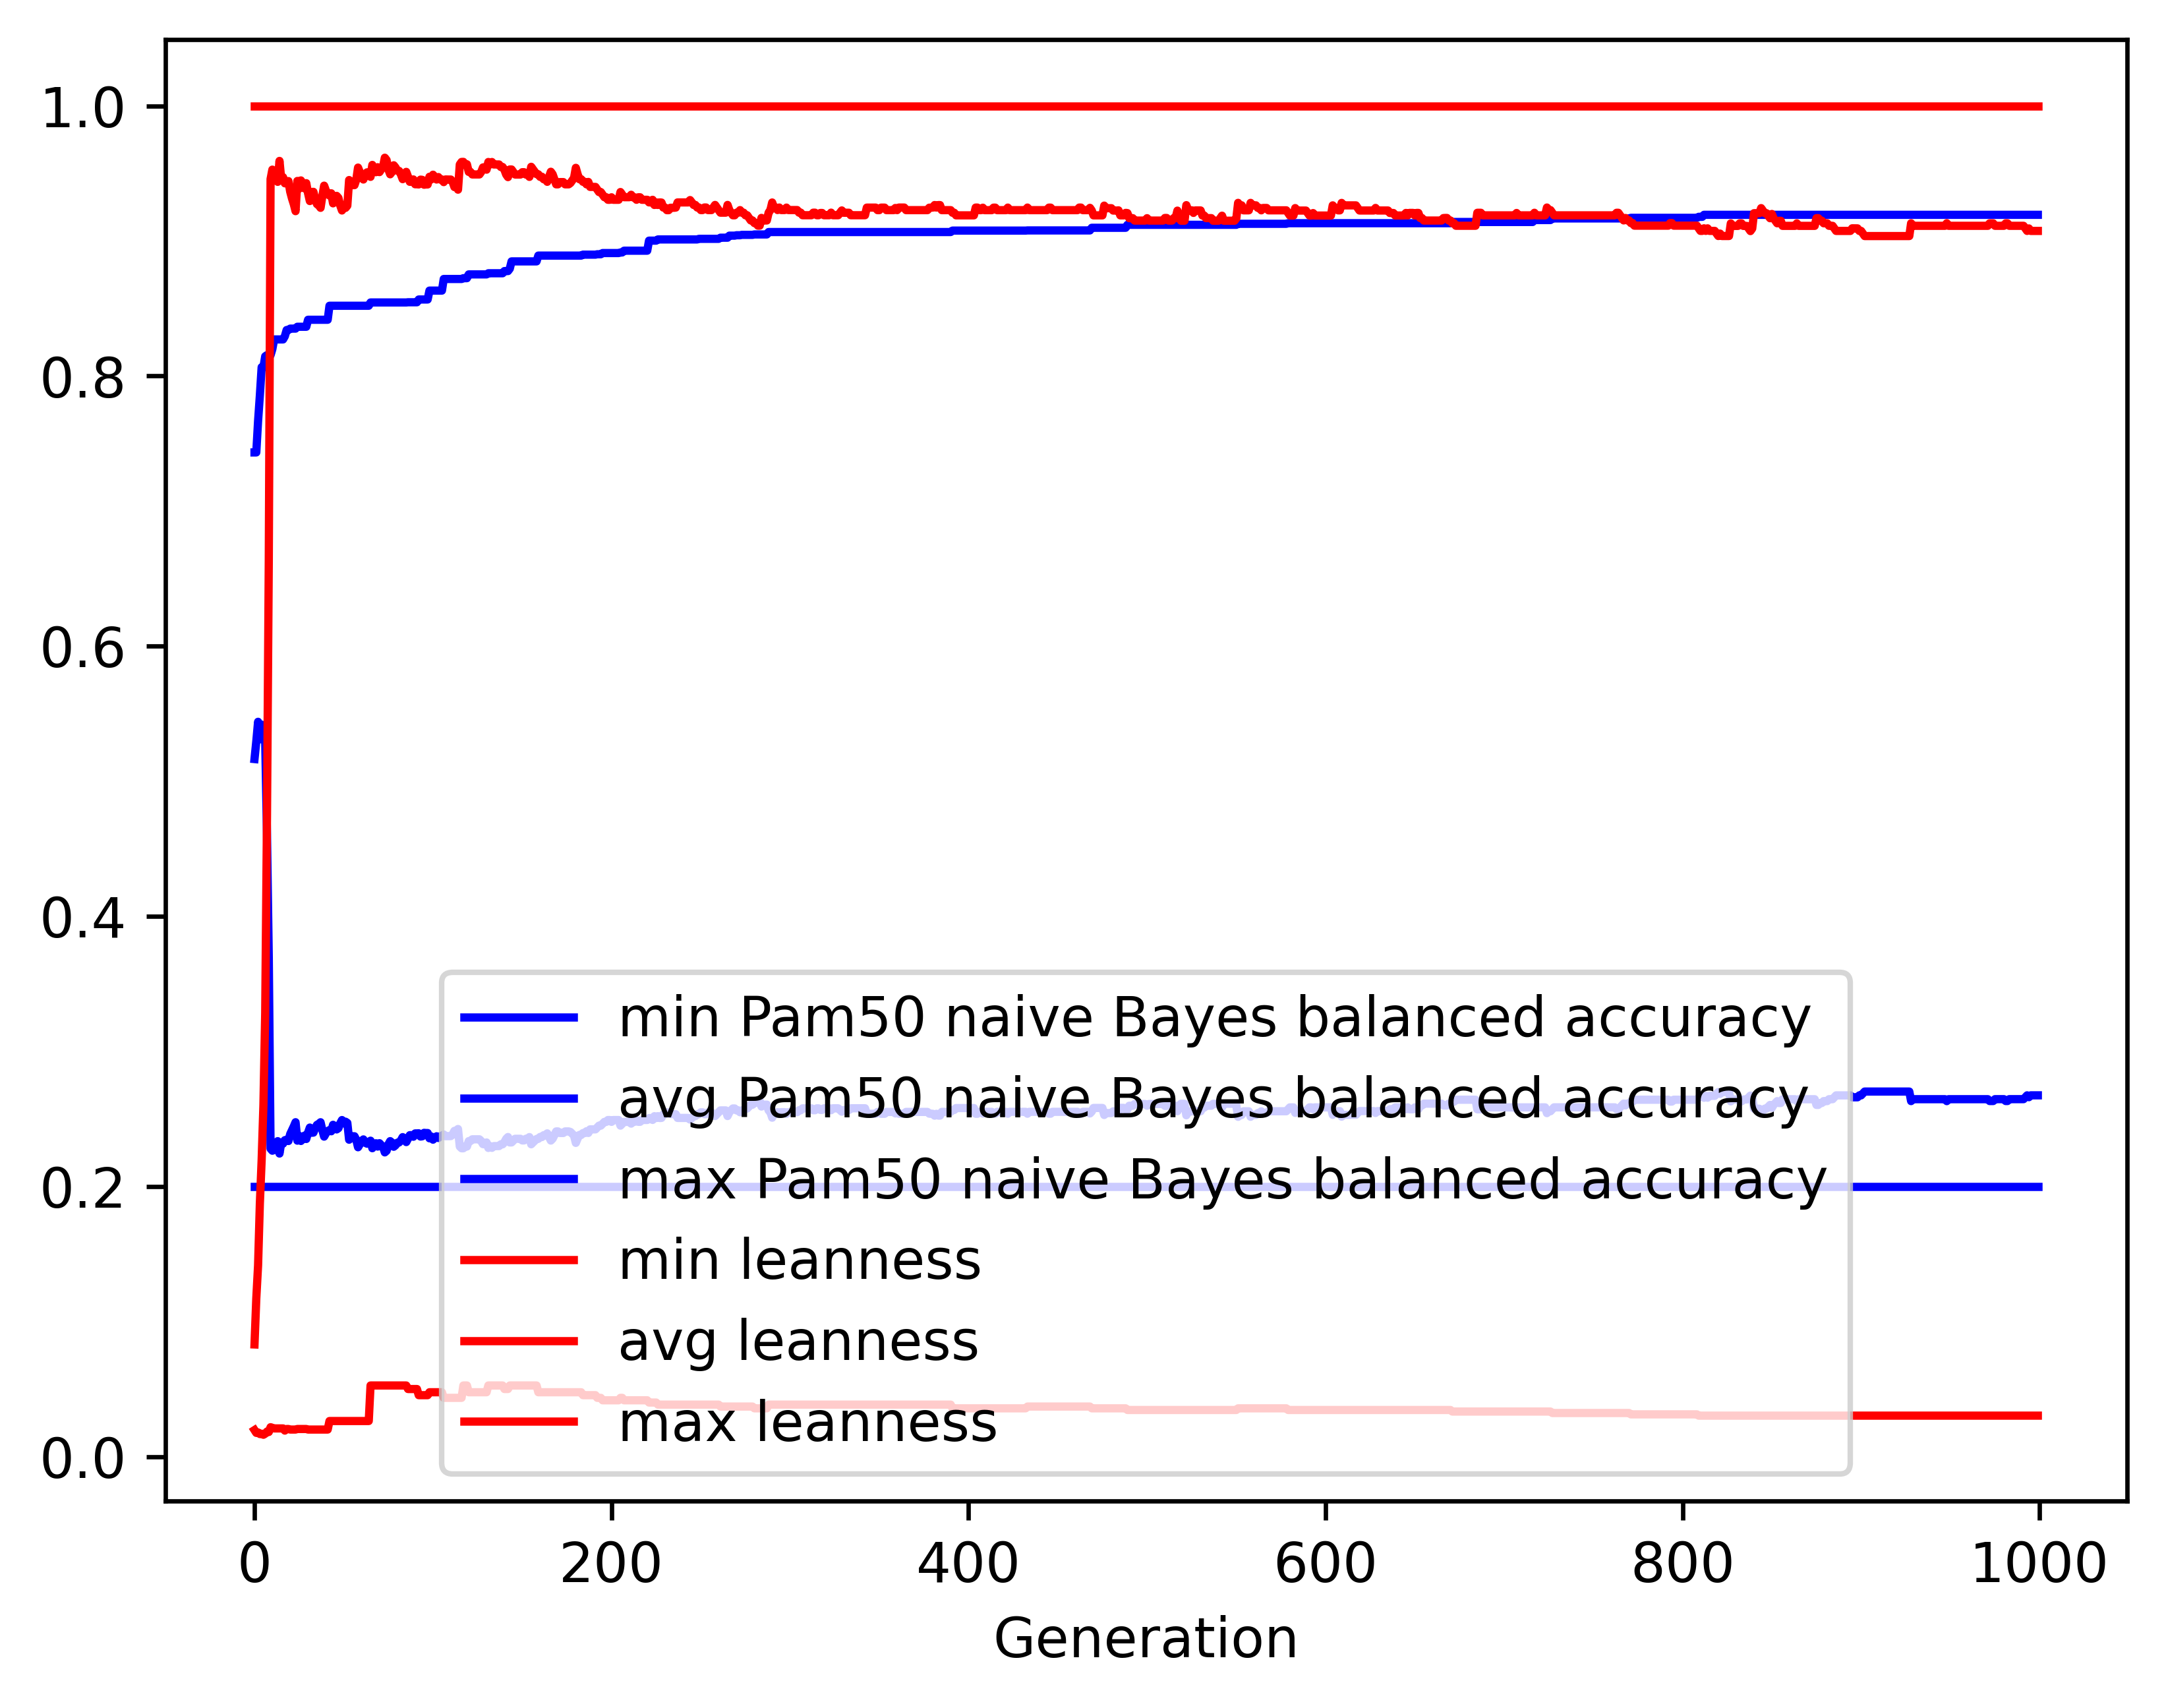 1.0
0.8
0.6
0.4
0.2
0.0
min Pam50 naive Bayes balanced accuracy
avg Pam50 naive Bayes balanced accuracy
max Pam50 naive Bayes balanced accuracy
min leanness
avg leanness
max leanness
0 200 400 600 800 1000
Generation